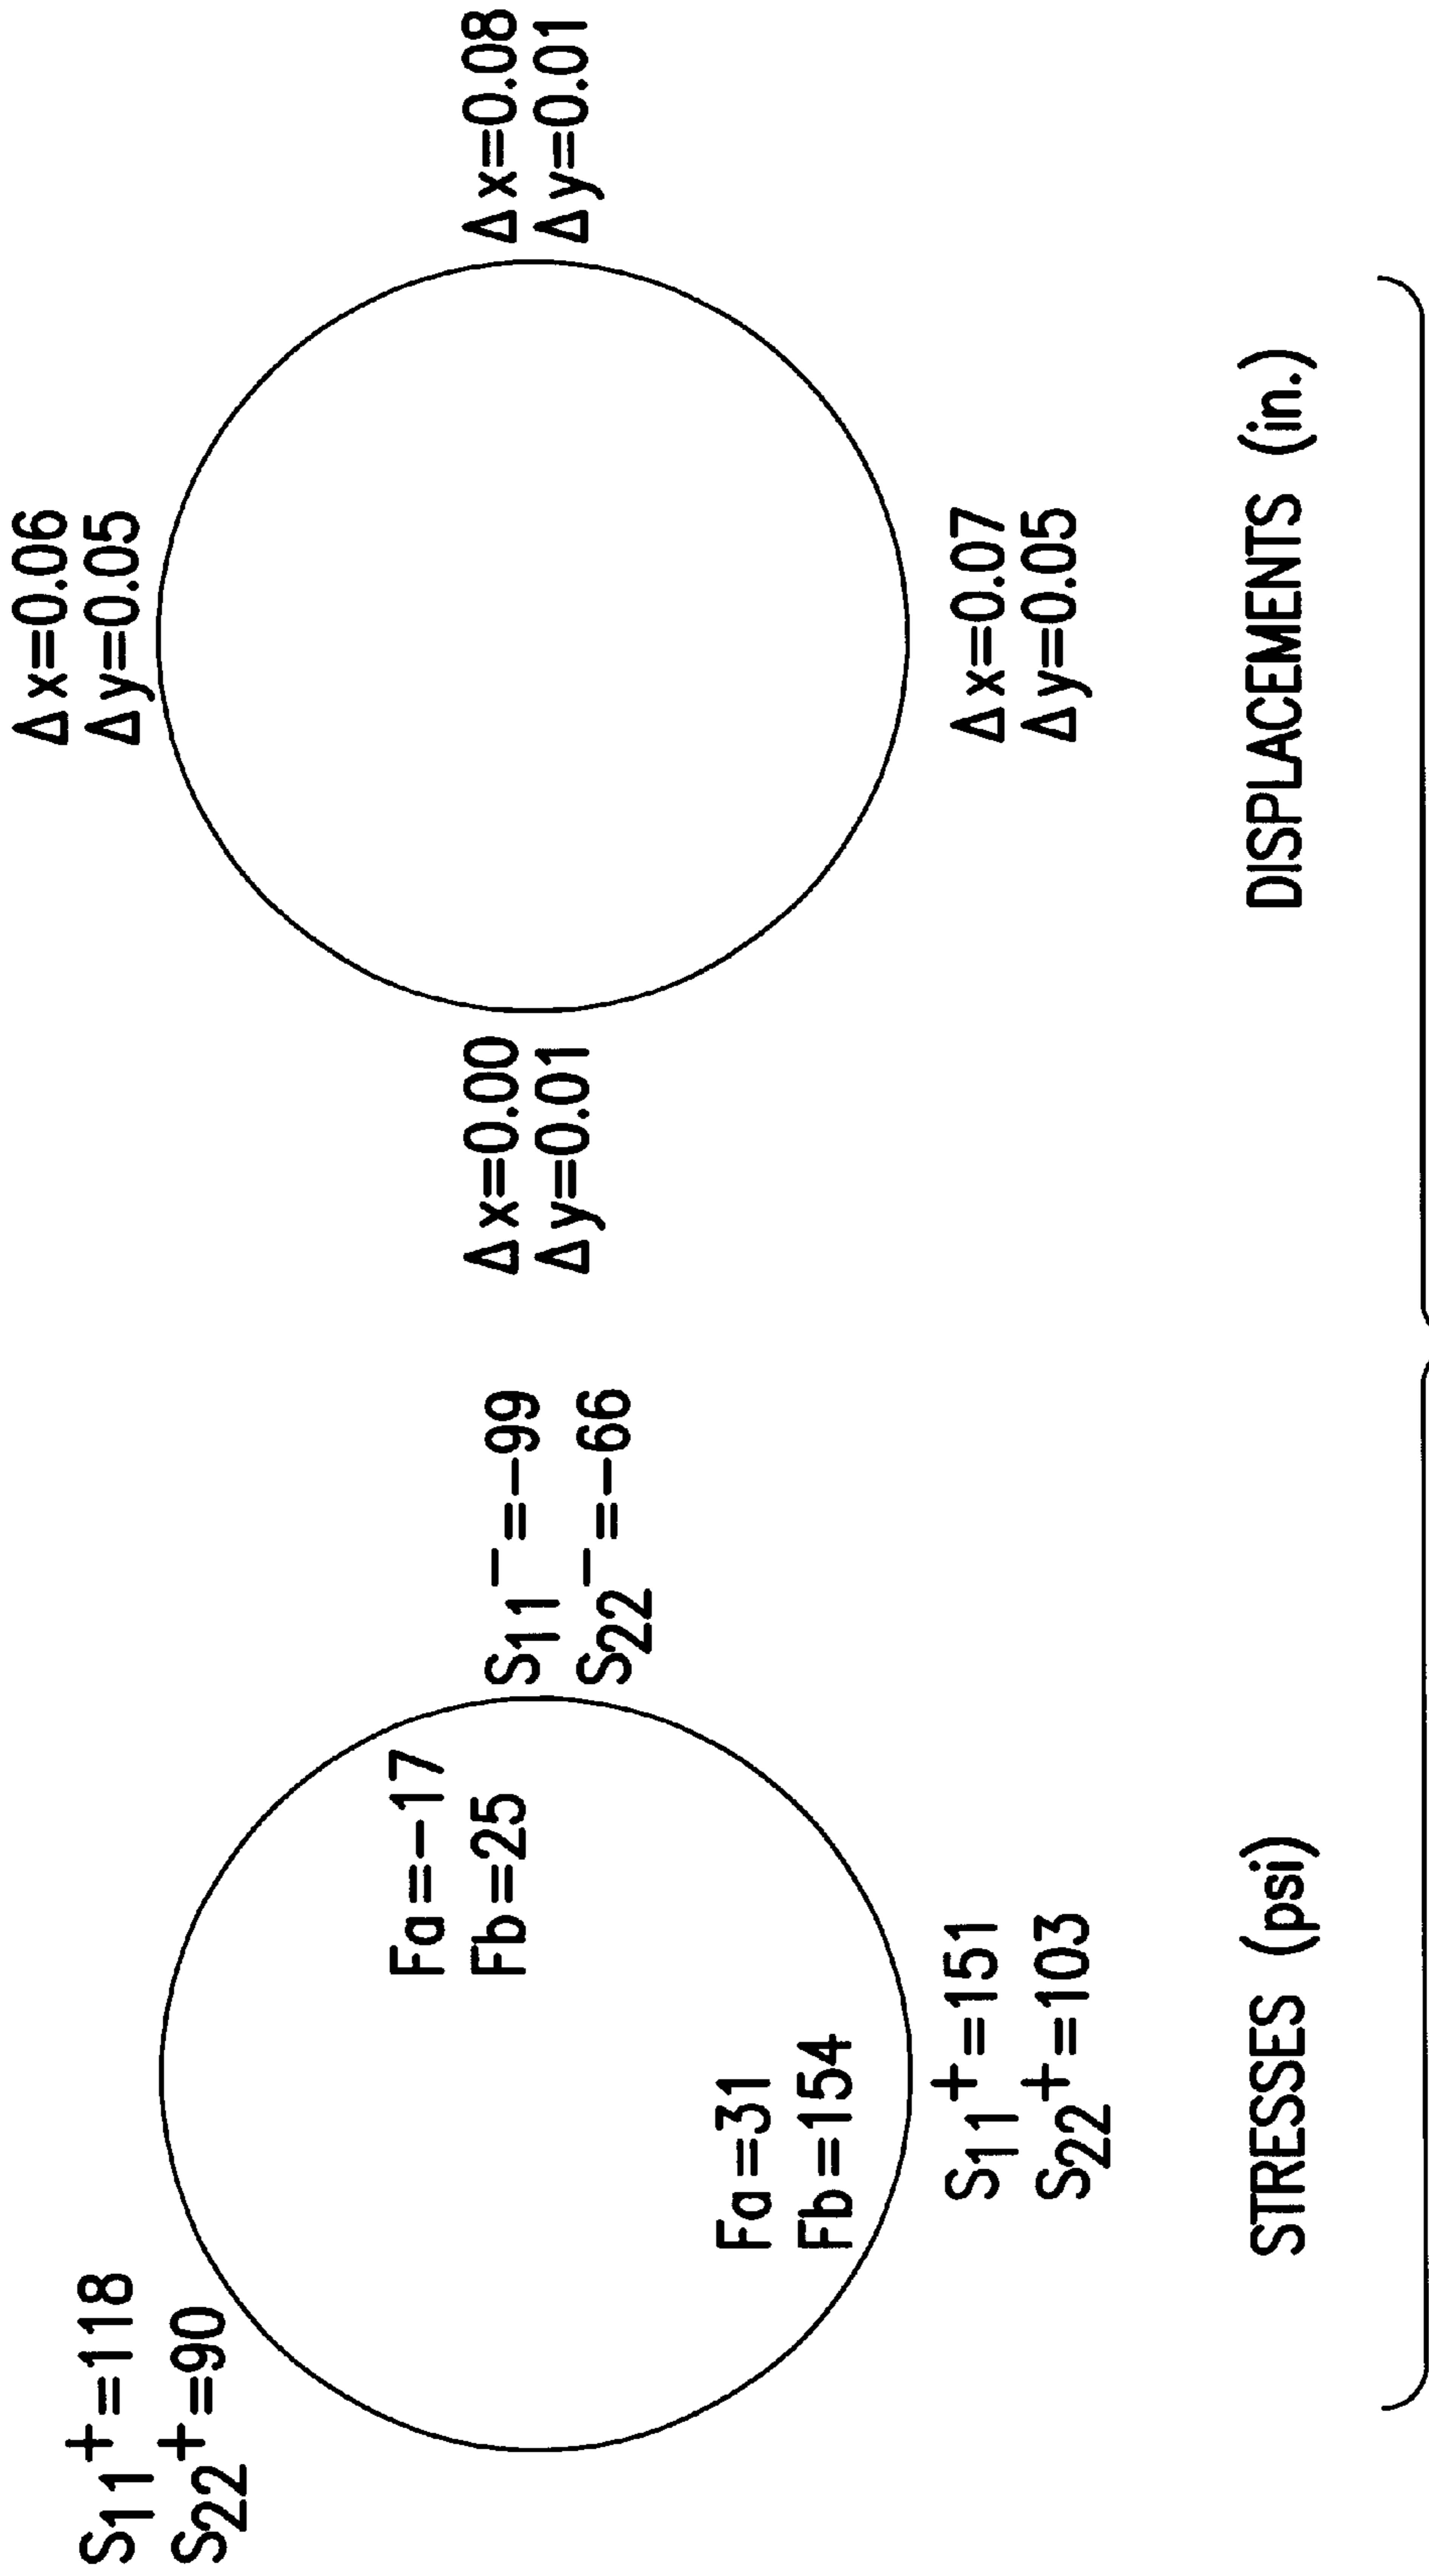 S11+=118
S22+=90
Fa=-17
Fb=25
S11-=-99
S22-=-66
Fa=31
Fb=154
S11+=151
S22+=103
STRESSES (psi)
Δx=0.06
Δy=0.05
Δx=0.00
Δy=0.01
Δx=0.08
Δy=0.01
Δx=0.07
Δy=0.05
DISPLACEMENTS (in.)